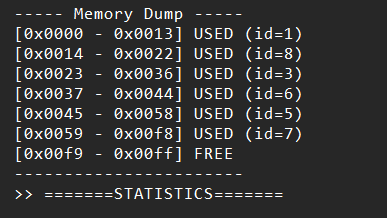 ----- Memory Dump -----
[0x0000 - 0x0013] USED (id=1)
[0x0014 - 0x0022] USED (id=8)
[0x0023 - 0x0036] USED (id=3)
[0x0037 - 0x0044] USED (id=6)
[0x0045 - 0x0058] USED (id=5)
[0x0059 - 0x00f8] USED (id=7)
[0x00f9 - 0x00ff] FREE
-----------------------
>> =======STATISTICS=======